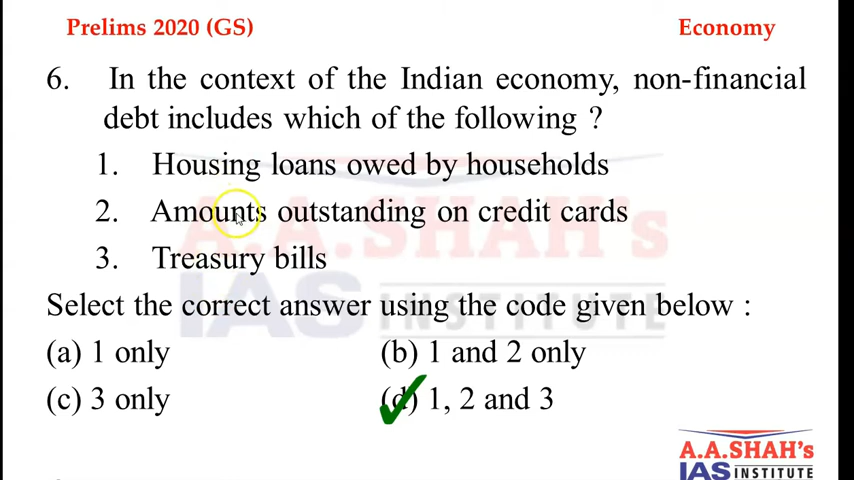 Prelims 2020 (GS) Economy
6. In the context of the Indian economy, non-financial
debt includes which of the following ?
1. Housing loans owed by households
2. Amounts outstanding on credit cards
3. Treasury bills
Select the correct answer using the code given below :
(a) 1 only (b) 1 and 2 only
(c) 3 only (d) 1, 2 and 3
A.A.SHAH's
IAS INSTITUTE
A.A.SHAH's
IAS INSTITUTE